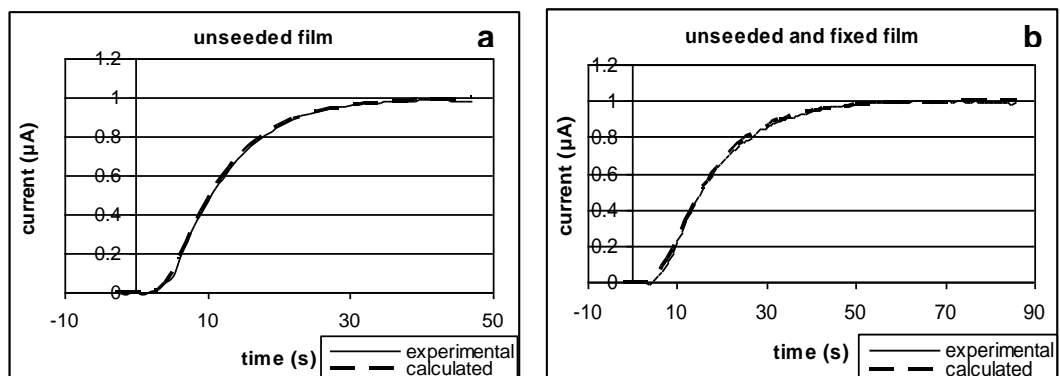 unseeded film
a
1.2
1
0.8
0.6
0.4
0.2
0
current (µA)
-10
10
30
50
time (s)
experimental
calculated
unseeded and fixed film
b
1.2
1
0.8
0.6
0.4
0.2
0
current (µA)
-10
10
30
50
70
90
time (s)
experimental
calculated